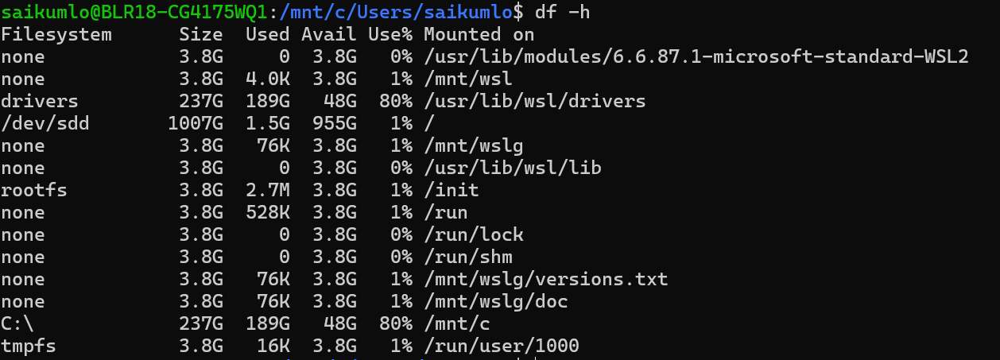 saikumlo@BLR18-CG4175WQ1:/mnt/c/Users/saikumlo$ df -h
Filesystem      Size  Used Avail Use% Mounted on
none            3.8G     0  3.8G   0% /usr/lib/modules/6.6.87.1-microsoft-standard-WSL2
none            3.8G  4.0K  3.8G   1% /mnt/wsl
drivers         237G  189G   48G  80% /usr/lib/wsl/drivers
/dev/sdd       1007G  1.5G  955G   1% /
none            3.8G   76K  3.8G   1% /mnt/wslg
none            3.8G     0  3.8G   0% /usr/lib/wsl/lib
rootfs          3.8G  2.7M  3.8G   1% /init
none            3.8G  528K  3.8G   1% /run
none            3.8G     0  3.8G   0% /run/lock
none            3.8G     0  3.8G   0% /run/shm
none            3.8G   76K  3.8G   1% /mnt/wslg/versions.txt
none            3.8G   76K  3.8G   1% /mnt/wslg/doc
C:\             237G  189G   48G  80% /mnt/c
tmpfs           3.8G   16K  3.8G   1% /run/user/1000